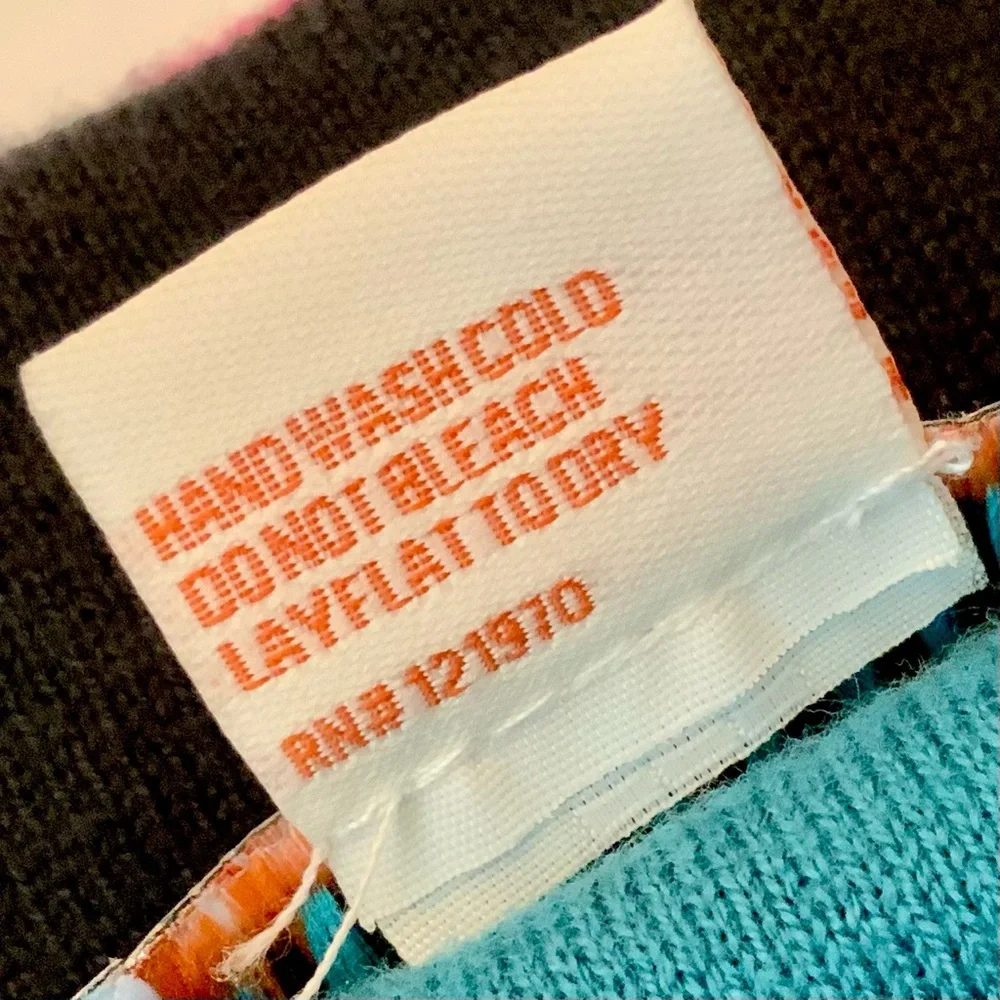 HAND WASH COLD
DO NOT BLEACH
LAY FLAT TO DRY
RN# 121970